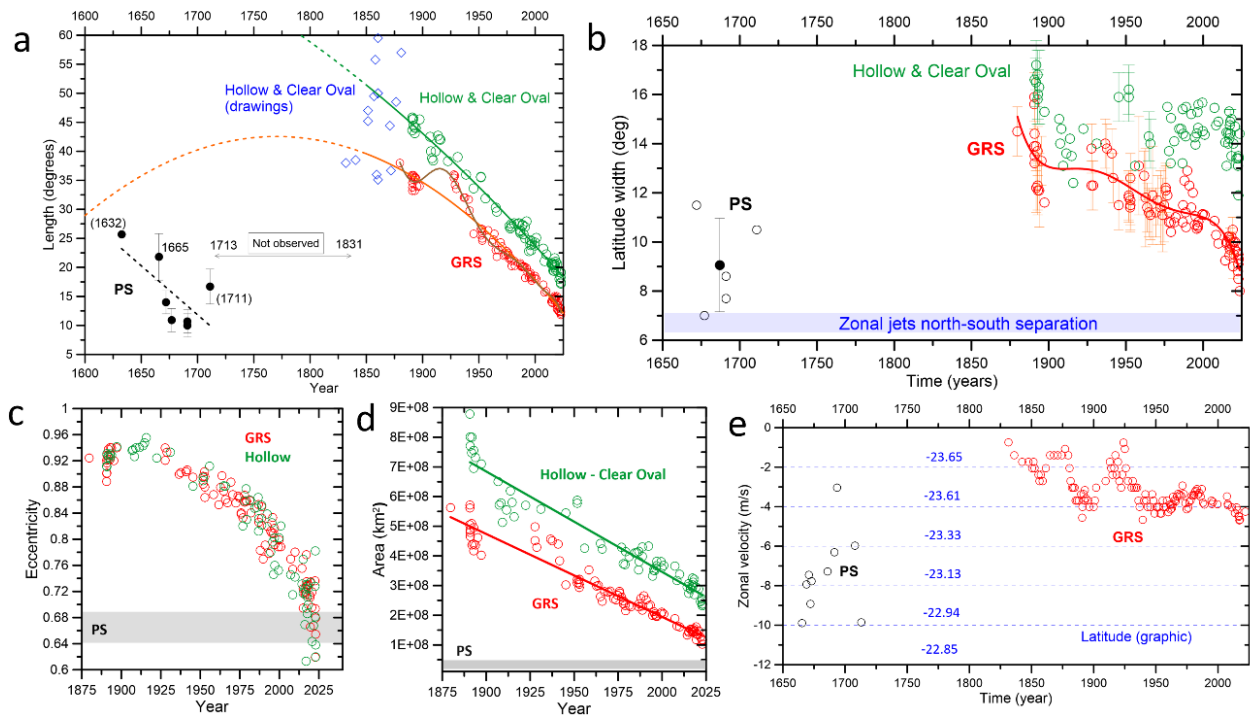 a
1600 1650 1700 1750 1800 1850 1900 1950 2000
60
55
50
45
40
35
30
25
20
15
10
5
Length (degrees)
Hollow & Clear Oval
(drawings)
Hollow & Clear Oval
(1632)
1665
1713
Not observed
1831
GRS
PS
(1711)
1600 1650 1700 1750 1800 1850 1900 1950 2000
Year
b
1650 1700 1750 1800 1850 1900 1950 2000
18
16
14
12
10
8
6
Latitude width (deg)
Hollow & Clear Oval
GRS
PS
Zonal jets north-south separation
1650 1700 1750 1800 1850 1900 1950 2000
Time (years)
c
1
0.96
0.92
0.88
0.84
0.8
0.76
0.72
0.68
0.64
0.6
Eccentricity
GRS
Hollow
PS
1875 1900 1925 1950 1975 2000 2025
Year
d
9E+08
8E+08
7E+08
6E+08
5E+08
4E+08
3E+08
2E+08
1E+08
Area (km²)
Hollow - Clear Oval
GRS
PS
1875 1900 1925 1950 1975 2000 2025
Year
e
1650 1700 1750 1800 1850 1900 1950 2000
0
-2
-4
-6
-8
-10
-12
Zonal velocity (m/s)
-23.65
-23.61
-23.33
-23.13
-22.94
-22.85
GRS
PS
Latitude (graphic)
1650 1700 1750 1800 1850 1900 1950 2000
Time (year)